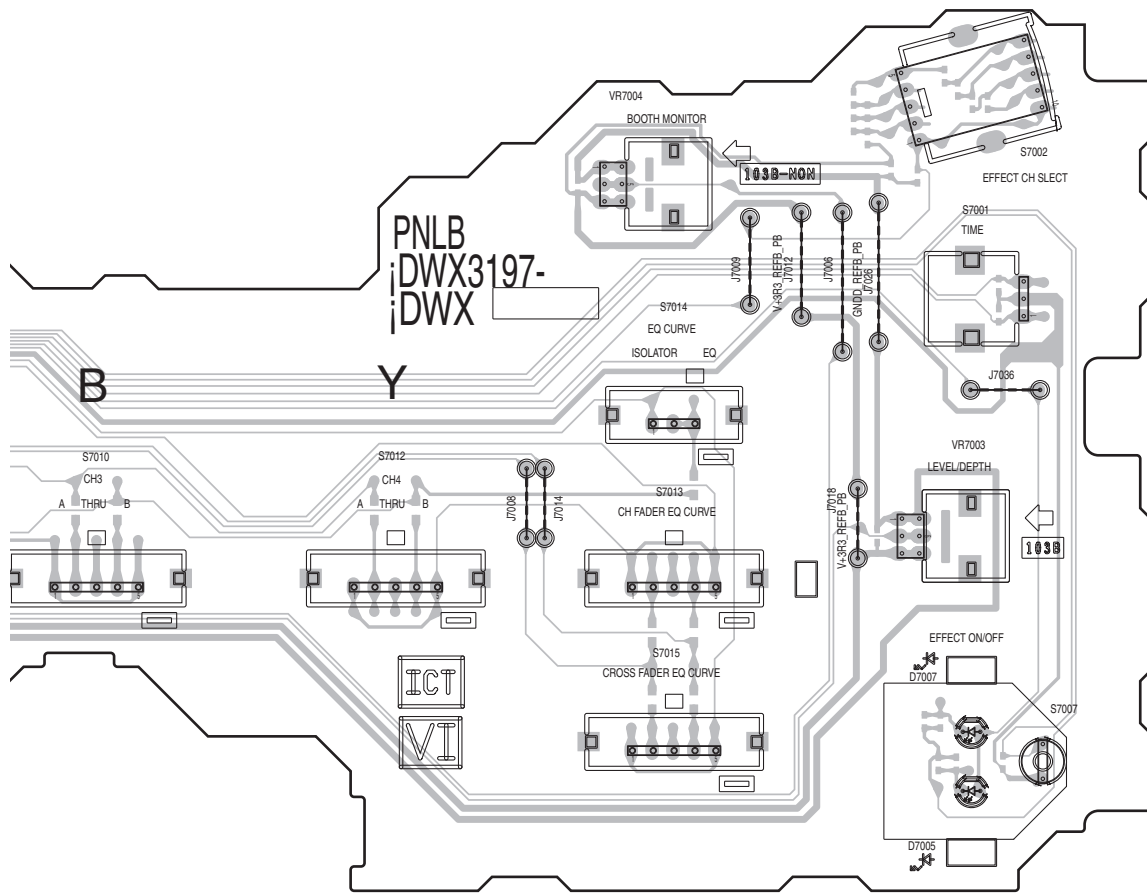 VR7004
BOOTH MONITOR
103B-NON
S7002
EFFECT CH SLECT
PNLB
¡DWX3197-
¡DWX
S7001
TIME
J7009
V+3R3_REFB_PB
J7012
J7006
GNDD_REFB_PB
J7026
S7014
EQ CURVE
ISOLATOR EQ
J7036
B
Y
S7010
CH3
A THRU B
S7012
CH4
A THRU B
J7008
J7014
S7013
CH FADER EQ CURVE
J7018
V+3R3_REFB_PB
VR7003
LEVEL/DEPTH
103B
S7015
CROSS FADER EQ CURVE
ICT
VI
EFFECT ON/OFF
D7007
S7007
D7005